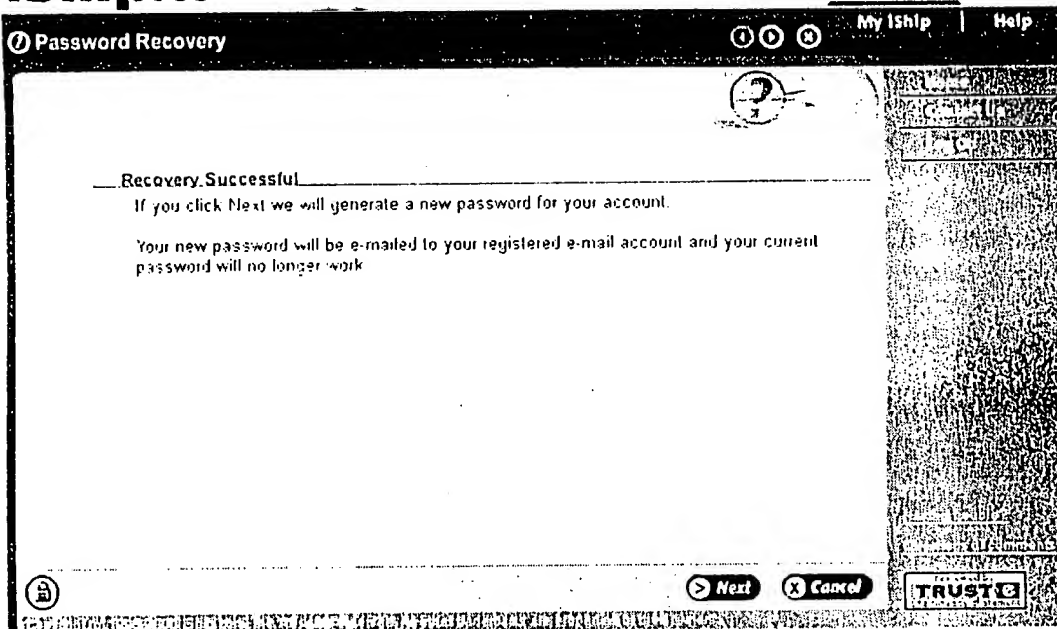 My iShip | Help
Password Recovery
Recovery Successful
If you click Next we will generate a new password for your account.
Your new password will be e-mailed to your registered e-mail account and your current
password will no longer work
Next
Cancel
TRUSTe